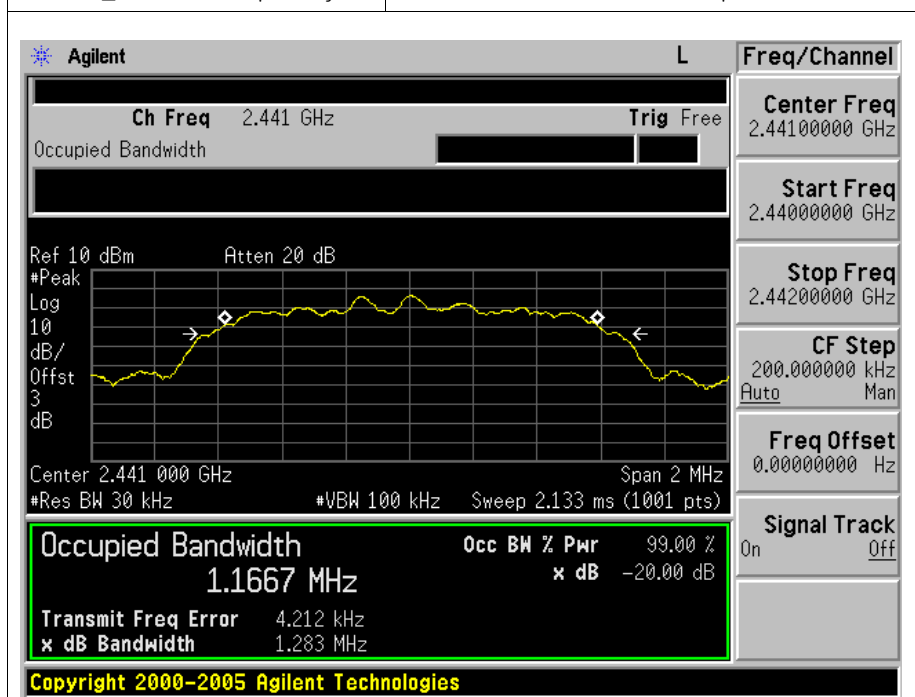 Agilent L
Freq/Channel
Ch Freq 2.441 GHz Trig Free
Occupied Bandwidth
Center Freq
2.44100000 GHz
Start Freq
2.44000000 GHz
Stop Freq
2.44200000 GHz
CF Step
200.000000 kHz
Auto Man
Freq Offset
0.00000000 Hz
Signal Track
On Off
Ref 10 dBm Atten 20 dB
#Peak
Log
10
dB/
Offst
3
dB
Center 2.441 000 GHz Span 2 MHz
#Res BW 30 kHz #VBW 100 kHz Sweep 2.133 ms (1001 pts)
Occupied Bandwidth Occ BW % Pwr 99.00 %
1.1667 MHz x dB -20.00 dB
Transmit Freq Error 4.212 kHz
x dB Bandwidth 1.283 MHz
Copyright 2000-2005 Agilent Technologies